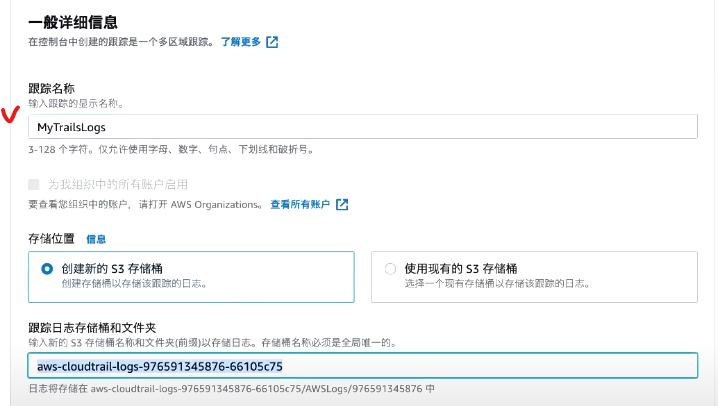 一般详细信息
在控制台中创建的跟踪是一个多区域跟踪。 了解更多
跟踪名称
输入跟踪的显示名称。
MyTrailsLogs
3-128 个字符。仅允许使用字母、数字、句点、下划线和破折号。
为我组织中的所有账户启用
要查看您组织中的账户，请打开 AWS Organizations。 查看所有账户
存储位置 信息
创建新的 S3 存储桶
创建存储桶以存储该跟踪的日志。
使用现有的 S3 存储桶
选择一个现有存储桶以存储该跟踪的日志。
跟踪日志存储桶和文件夹
输入新的 S3 存储桶名称和文件夹(前缀)以存储日志。存储桶名称必须是全局唯一的。
aws-cloudtrail-logs-976591345876-66105c75
日志将存储在 aws-cloudtrail-logs-976591345876-66105c75/AWSLogs/976591345876 中